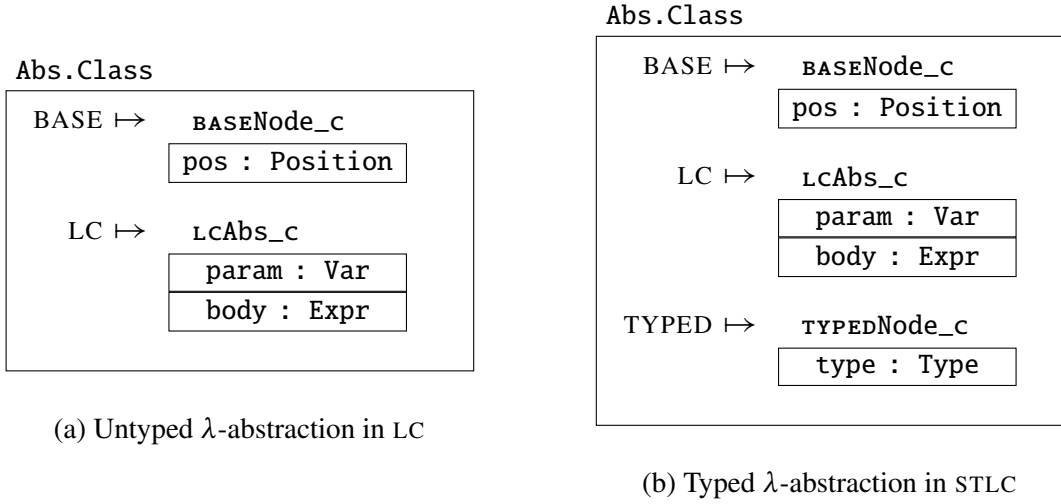 Abs.Class
BASE ↦ BASENode_c
pos : Position
LC ↦ LCAbs_c
param : Var
body : Expr
(a) Untyped λ-abstraction in LC
Abs.Class
BASE ↦ BASENode_c
pos : Position
LC ↦ LCAbs_c
param : Var
body : Expr
TYPED ↦ TYPEDNode_c
type : Type
(b) Typed λ-abstraction in STLC